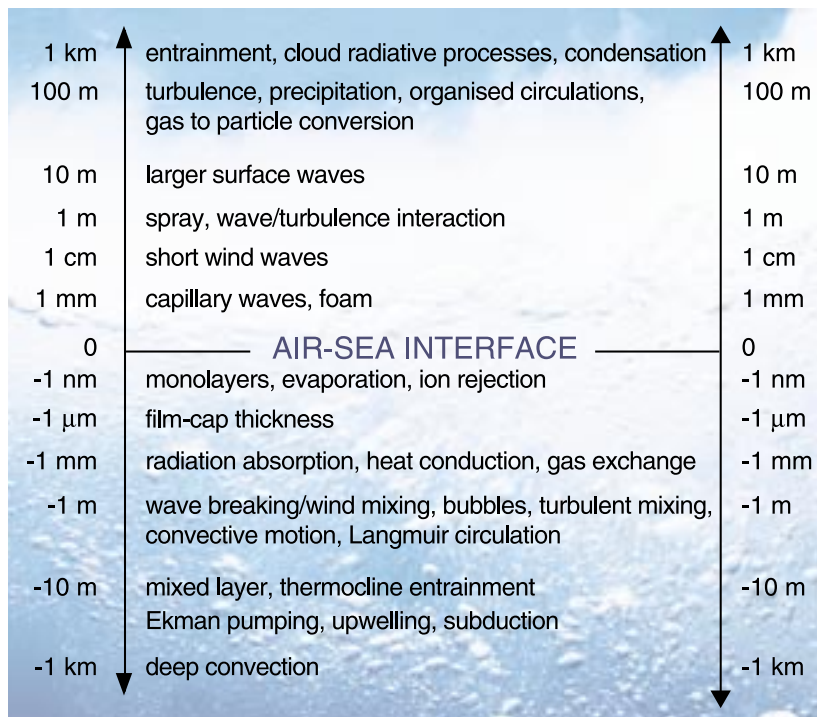 1 km entrainment, cloud radiative processes, condensation 1 km
100 m turbulence, precipitation, organised circulations, 100 m
gas to particle conversion
10 m larger surface waves 10 m
1 m spray, wave/turbulence interaction 1 m
1 cm short wind waves 1 cm
1 mm capillary waves, foam 1 mm
0 AIR-SEA INTERFACE 0
-1 nm monolayers, evaporation, ion rejection -1 nm
-1 μm film-cap thickness -1 μm
-1 mm radiation absorption, heat conduction, gas exchange -1 mm
-1 m wave breaking/wind mixing, bubbles, turbulent mixing, -1 m
convective motion, Langmuir circulation
-10 m mixed layer, thermocline entrainment -10 m
Ekman pumping, upwelling, subduction
-1 km deep convection -1 km